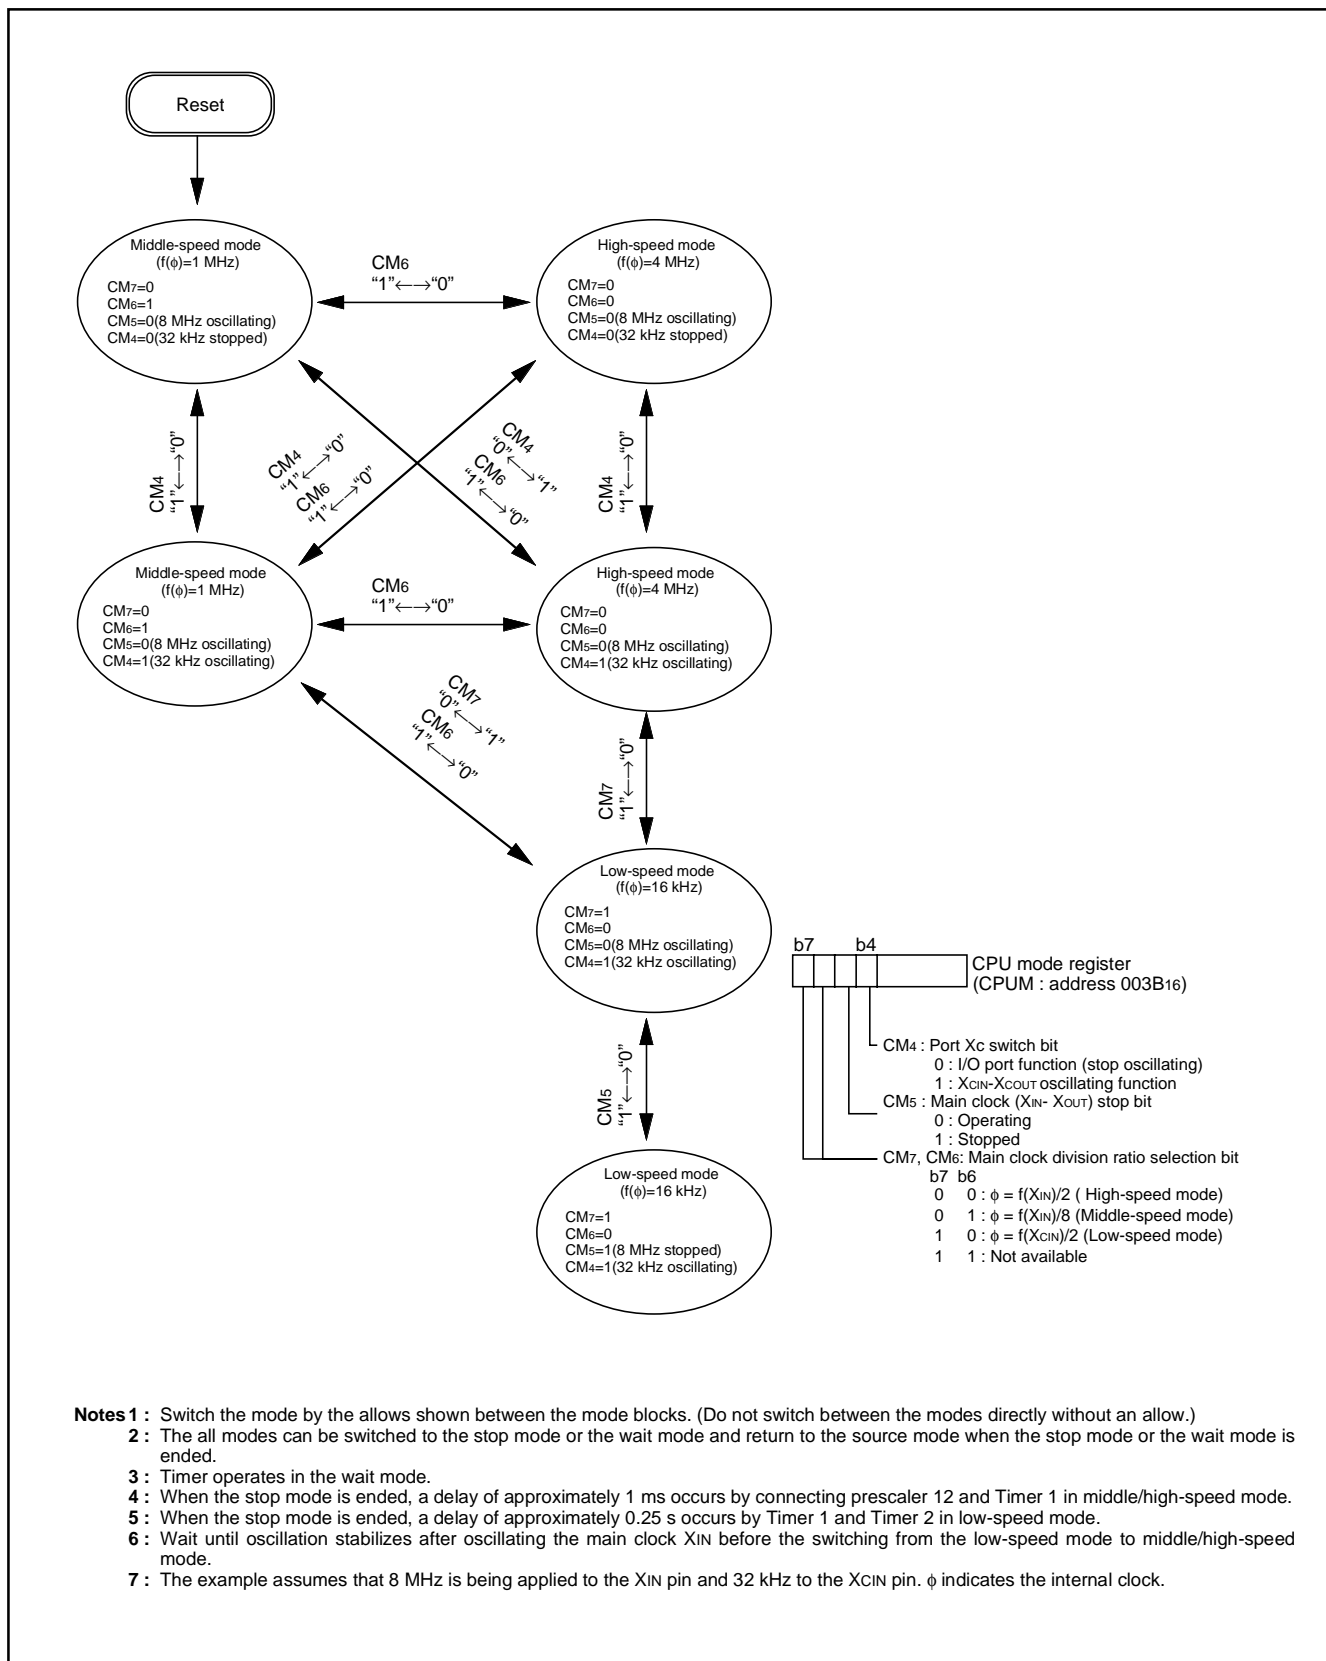 Reset
Middle-speed mode
(f(ϕ)=1 MHz)
CM7=0
CM6=1
CM5=0(8 MHz oscillating)
CM4=0(32 kHz stopped)
CM6
“1”←→“0”
High-speed mode
(f(ϕ)=4 MHz)
CM7=0
CM6=0
CM5=0(8 MHz oscillating)
CM4=0(32 kHz stopped)
CM4
“1”←→“0”
CM4
“1”←→“0”
CM6
“1”←→“0”
CM4
“0”←→“1”
CM6
“1”←→“0”
CM4
“1”←→“0”
Middle-speed mode
(f(ϕ)=1 MHz)
CM7=0
CM6=1
CM5=0(8 MHz oscillating)
CM4=1(32 kHz oscillating)
CM6
“1”←→“0”
High-speed mode
(f(ϕ)=4 MHz)
CM7=0
CM6=0
CM5=0(8 MHz oscillating)
CM4=1(32 kHz oscillating)
CM7
“0”←→“1”
CM6
“1”←→“0”
CM7
“1”←→“0”
Low-speed mode
(f(ϕ)=16 kHz)
CM7=1
CM6=0
CM5=0(8 MHz oscillating)
CM4=1(32 kHz oscillating)
CM5
“1”←→“0”
Low-speed mode
(f(ϕ)=16 kHz)
CM7=1
CM6=0
CM5=1(8 MHz stopped)
CM4=1(32 kHz oscillating)
b7 b4
CPU mode register
(CPUM : address 003B16)
CM4 : Port Xc switch bit
0 : I/O port function (stop oscillating)
1 : XCIN-XCOUT oscillating function
CM5 : Main clock (XIN- XOUT) stop bit
0 : Operating
1 : Stopped
CM7, CM6: Main clock division ratio selection bit
b7 b6
0 0 : ϕ = f(XIN)/2 ( High-speed mode)
0 1 : ϕ = f(XIN)/8 (Middle-speed mode)
1 0 : ϕ = f(XCIN)/2 (Low-speed mode)
1 1 : Not available
Notes 1 : Switch the mode by the allows shown between the mode blocks. (Do not switch between the modes directly without an allow.)
2 : The all modes can be switched to the stop mode or the wait mode and return to the source mode when the stop mode or the wait mode is
ended.
3 : Timer operates in the wait mode.
4 : When the stop mode is ended, a delay of approximately 1 ms occurs by connecting prescaler 12 and Timer 1 in middle/high-speed mode.
5 : When the stop mode is ended, a delay of approximately 0.25 s occurs by Timer 1 and Timer 2 in low-speed mode.
6 : Wait until oscillation stabilizes after oscillating the main clock XIN before the switching from the low-speed mode to middle/high-speed
mode.
7 : The example assumes that 8 MHz is being applied to the XIN pin and 32 kHz to the XCIN pin. ϕ indicates the internal clock.